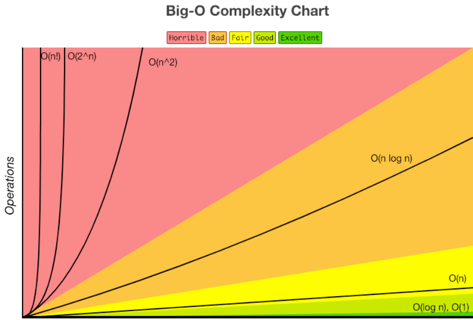 Big-O Complexity Chart
Horrible Bad Fair Good Excellent
O(n!) O(2^n) O(n^2)
O(n log n)
O(n)
O(log n), O(1)
Operations